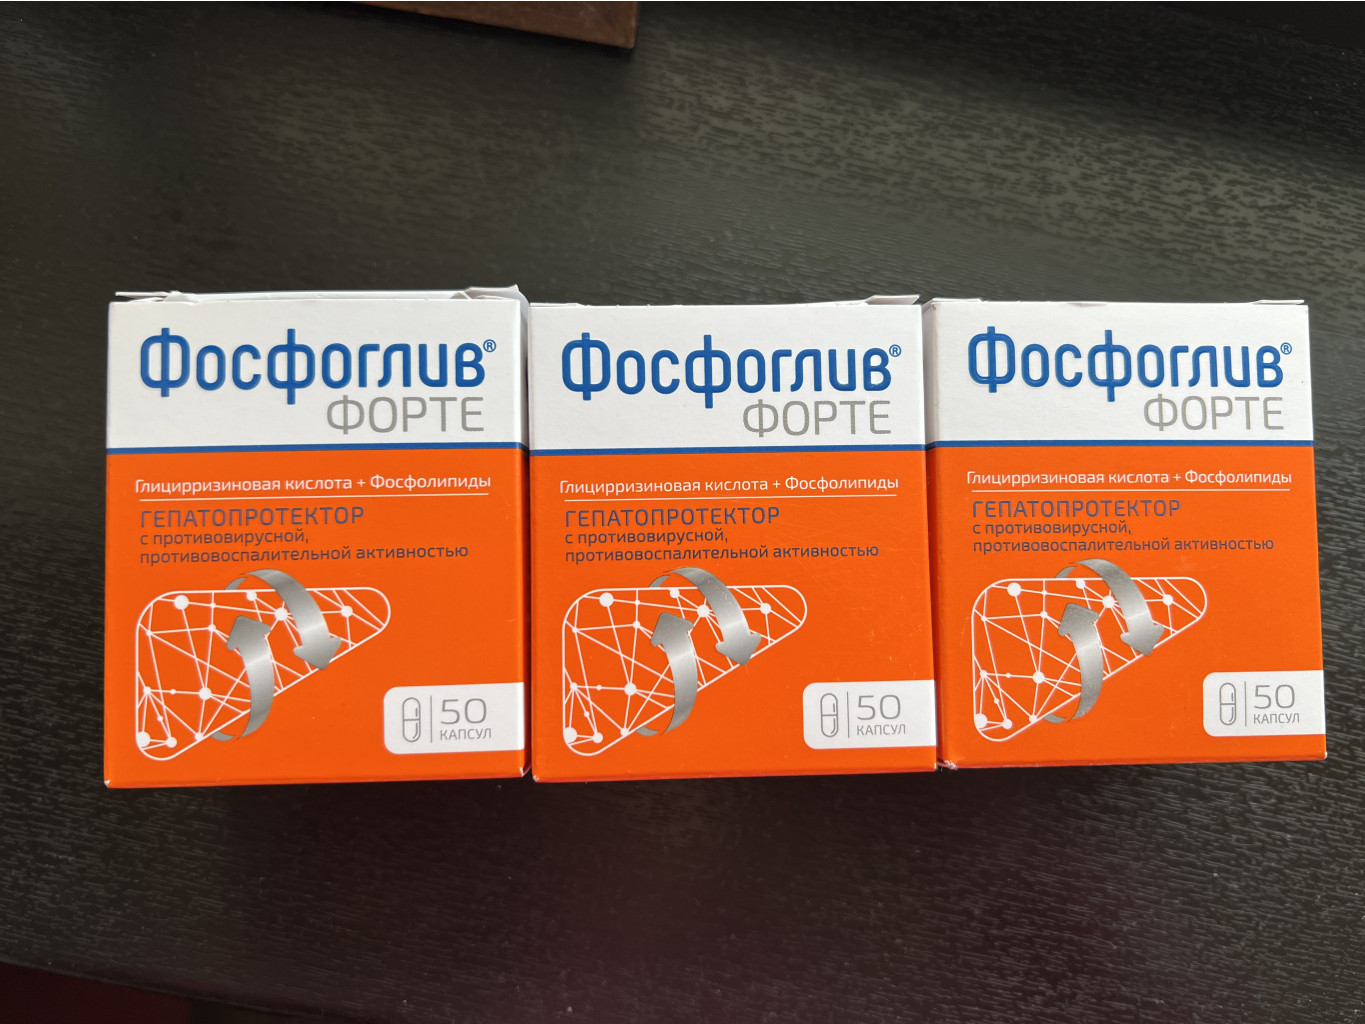 Фосфоглив®
ФОРТЕ
Глицирризиновая кислота + Фосфолипиды
ГЕПАТОПРОТЕКТОР
с противовирусной,
противовоспалительной активностью
50
КАПСУЛ
Фосфоглив®
ФОРТЕ
Глицирризиновая кислота + Фосфолипиды
ГЕПАТОПРОТЕКТОР
с противовирусной,
противовоспалительной активностью
50
КАПСУЛ
Фосфоглив®
ФОРТЕ
Глицирризиновая кислота + Фосфолипиды
ГЕПАТОПРОТЕКТОР
с противовирусной,
противовоспалительной активностью
50
КАПСУЛ